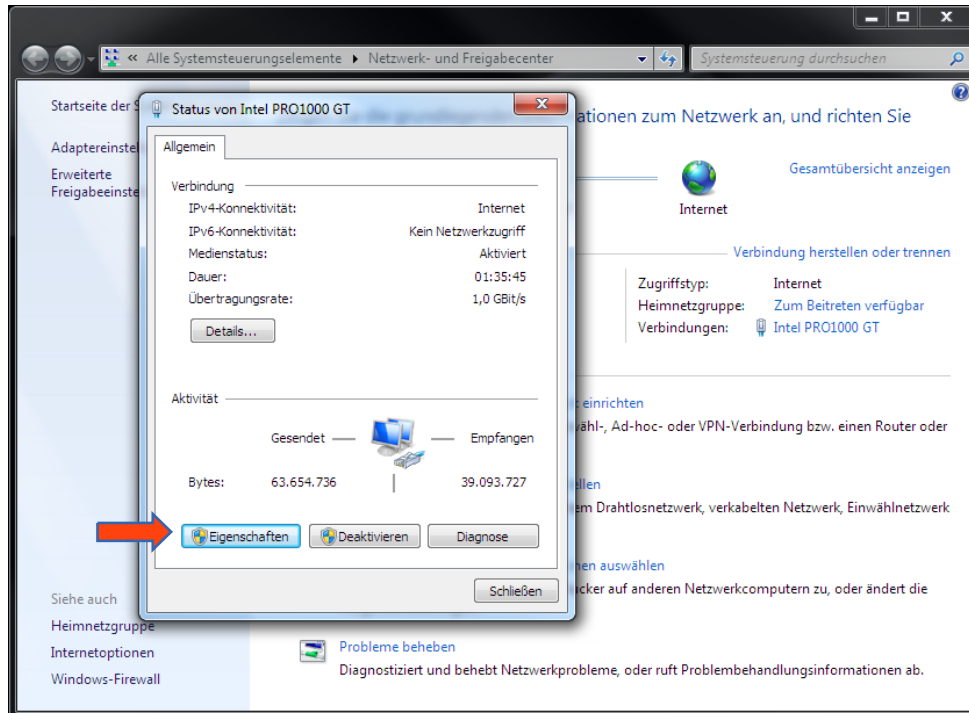 « Alle Systemsteuerungselemente ▸ Netzwerk- und Freigabecenter
Systemsteuerung durchsuchen
Startseite der S
Adaptereinstel
Erweiterte
Freigabeeinste
Siehe auch
Heimnetzgruppe
Internetoptionen
Windows-Firewall
Status von Intel PRO1000 GT
Allgemein
Verbindung
IPv4-Konnektivität: Internet
IPv6-Konnektivität: Kein Netzwerkzugriff
Medienstatus: Aktiviert
Dauer: 01:35:45
Übertragungsrate: 1,0 GBit/s
Details...
Aktivität
Gesendet Empfangen
Bytes: 63.654.736 39.093.727
Eigenschaften Deaktivieren Diagnose
Schließen
ationen zum Netzwerk an, und richten Sie
Gesamtübersicht anzeigen
Internet
Verbindung herstellen oder trennen
Zugriffstyp: Internet
Heimnetzgruppe: Zum Beitreten verfügbar
Verbindungen: Intel PRO1000 GT
einrichten
vähl-, Ad-hoc- oder VPN-Verbindung bzw. einen Router oder
ellen
em Drahtlosnetzwerk, verkabelten Netzwerk, Einwählnetzwerk
nen auswählen
ucker auf anderen Netzwerkcomputern zu, oder ändert die
Probleme beheben
Diagnostiziert und behebt Netzwerkprobleme, oder ruft Problembehandlungsinformationen ab.